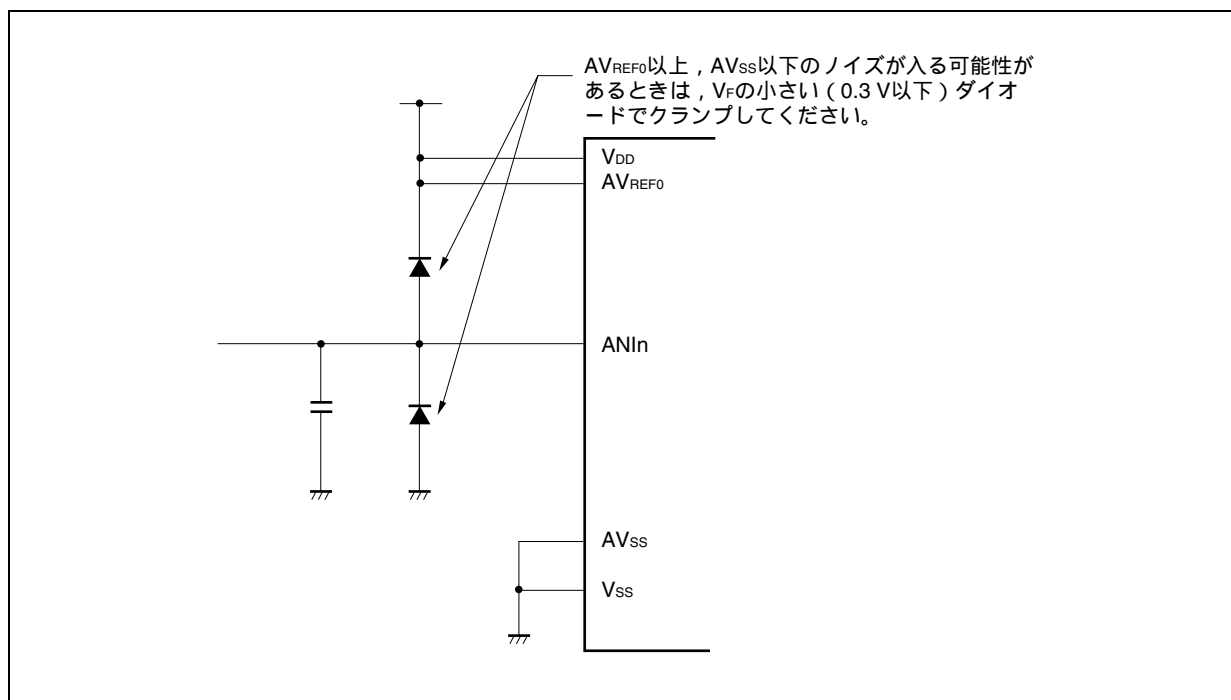 AVREF0以上，AVSS以下のノイズが入る可能性が
あるときは，VFの小さい（0.3 V以下）ダイオ
ードでクランプしてください。
VDD
AVREF0
ANIn
AVSS
VSS